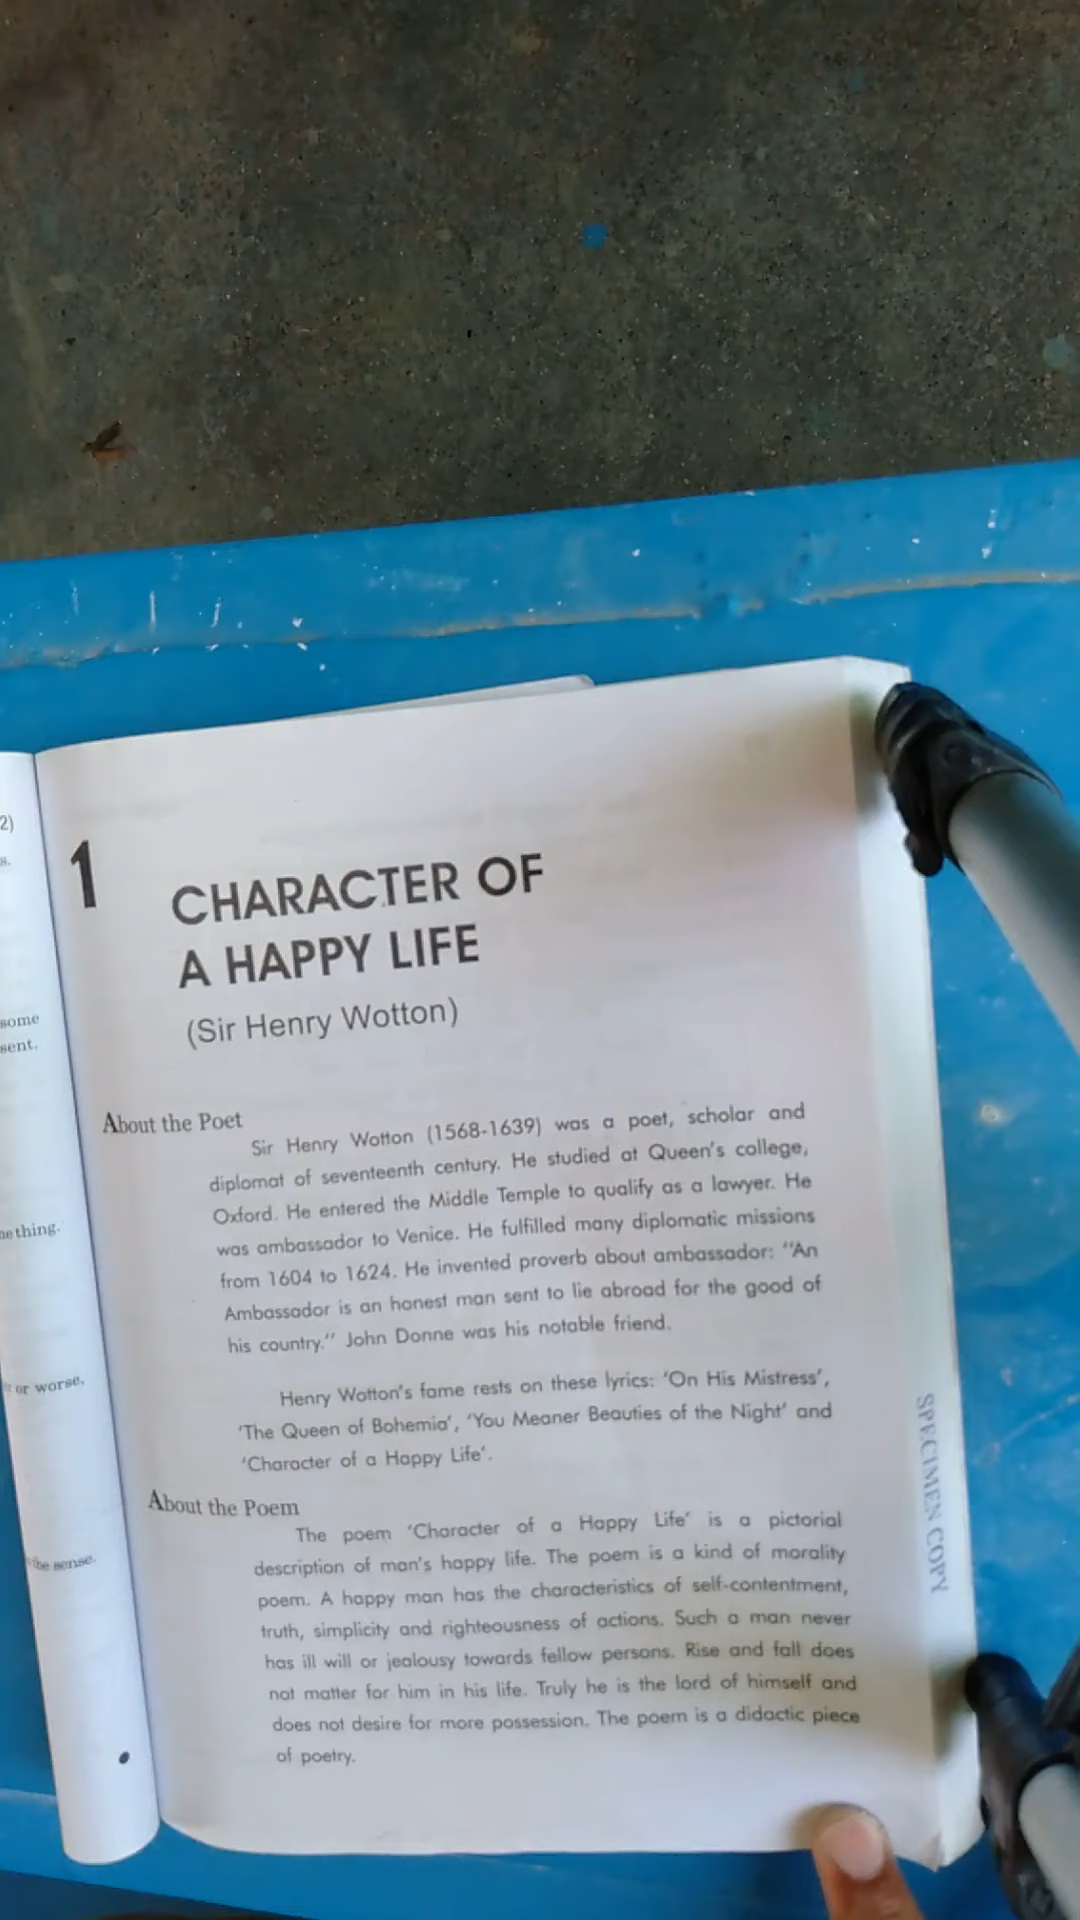 2)
s.
some
sent.
nething.
or worse.
the sense.
1
CHARACTER OF
A HAPPY LIFE
(Sir Henry Wotton)
About the Poet
Sir Henry Wotton (1568-1639) was a poet, scholar and
diplomat of seventeenth century. He studied at Queen's college,
Oxford. He entered the Middle Temple to qualify as a lawyer. He
was ambassador to Venice. He fulfilled many diplomatic missions
from 1604 to 1624. He invented proverb about ambassador: "An
Ambassador is an honest man sent to lie abroad for the good of
his country." John Donne was his notable friend.
Henry Wotton's fame rests on these lyrics: 'On His Mistress',
'The Queen of Bohemia', 'You Meaner Beauties of the Night' and
'Character of a Happy Life'.
About the Poem
The poem 'Character of a Happy Life' is a pictorial
description of man's happy life. The poem is a kind of morality
poem. A happy man has the characteristics of self-contentment,
truth, simplicity and righteousness of actions. Such a man never
has ill will or jealousy towards fellow persons. Rise and fall does
not matter for him in his life. Truly he is the lord of himself and
does not desire for more possession. The poem is a didactic piece
of poetry.
SPECIMEN COPY